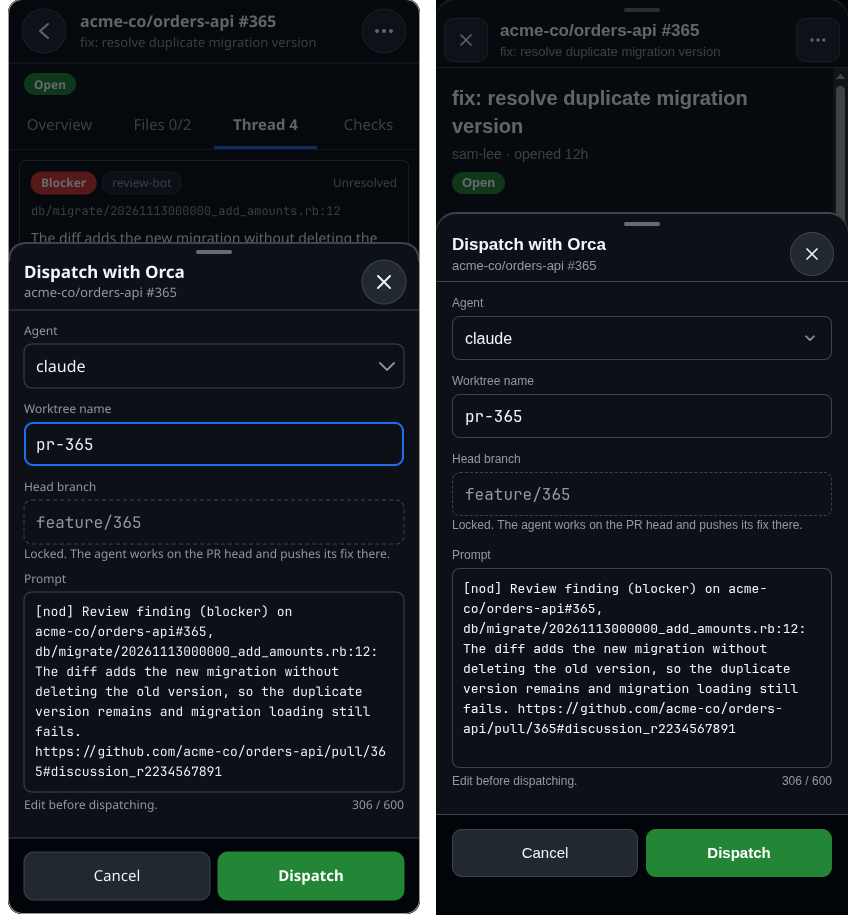 acme-co/orders-api #365
fix: resolve duplicate migration version
Open
Overview
Files 0/2
Thread 4
Checks
Blocker
review-bot
Unresolved
db/migrate/20261113000000_add_amounts.rb:12
The diff adds the new migration without deleting the
Dispatch with Orca
acme-co/orders-api #365
Agent
claude
Worktree name
pr-365
Head branch
feature/365
Locked. The agent works on the PR head and pushes its fix there.
Prompt
[nod] Review finding (blocker) on
acme-co/orders-api#365,
db/migrate/20261113000000_add_amounts.rb:12:
The diff adds the new migration without
deleting the old version, so the duplicate
version remains and migration loading still
fails.
https://github.com/acme-co/orders-api/pull/36
5#discussion_r2234567891
Edit before dispatching.
306 / 600
Cancel
Dispatch
acme-co/orders-api #365
fix: resolve duplicate migration version
fix: resolve duplicate migration
version
sam-lee · opened 12h
Open
Dispatch with Orca
acme-co/orders-api #365
Agent
claude
Worktree name
pr-365
Head branch
feature/365
Locked. The agent works on the PR head and pushes its fix there.
Prompt
[nod] Review finding (blocker) on acme-
co/orders-api#365,
db/migrate/20261113000000_add_amounts.rb:12:
The diff adds the new migration without
deleting the old version, so the duplicate
version remains and migration loading still
fails. https://github.com/acme-co/orders-
api/pull/365#discussion_r2234567891
Edit before dispatching.
306 / 600
Cancel
Dispatch